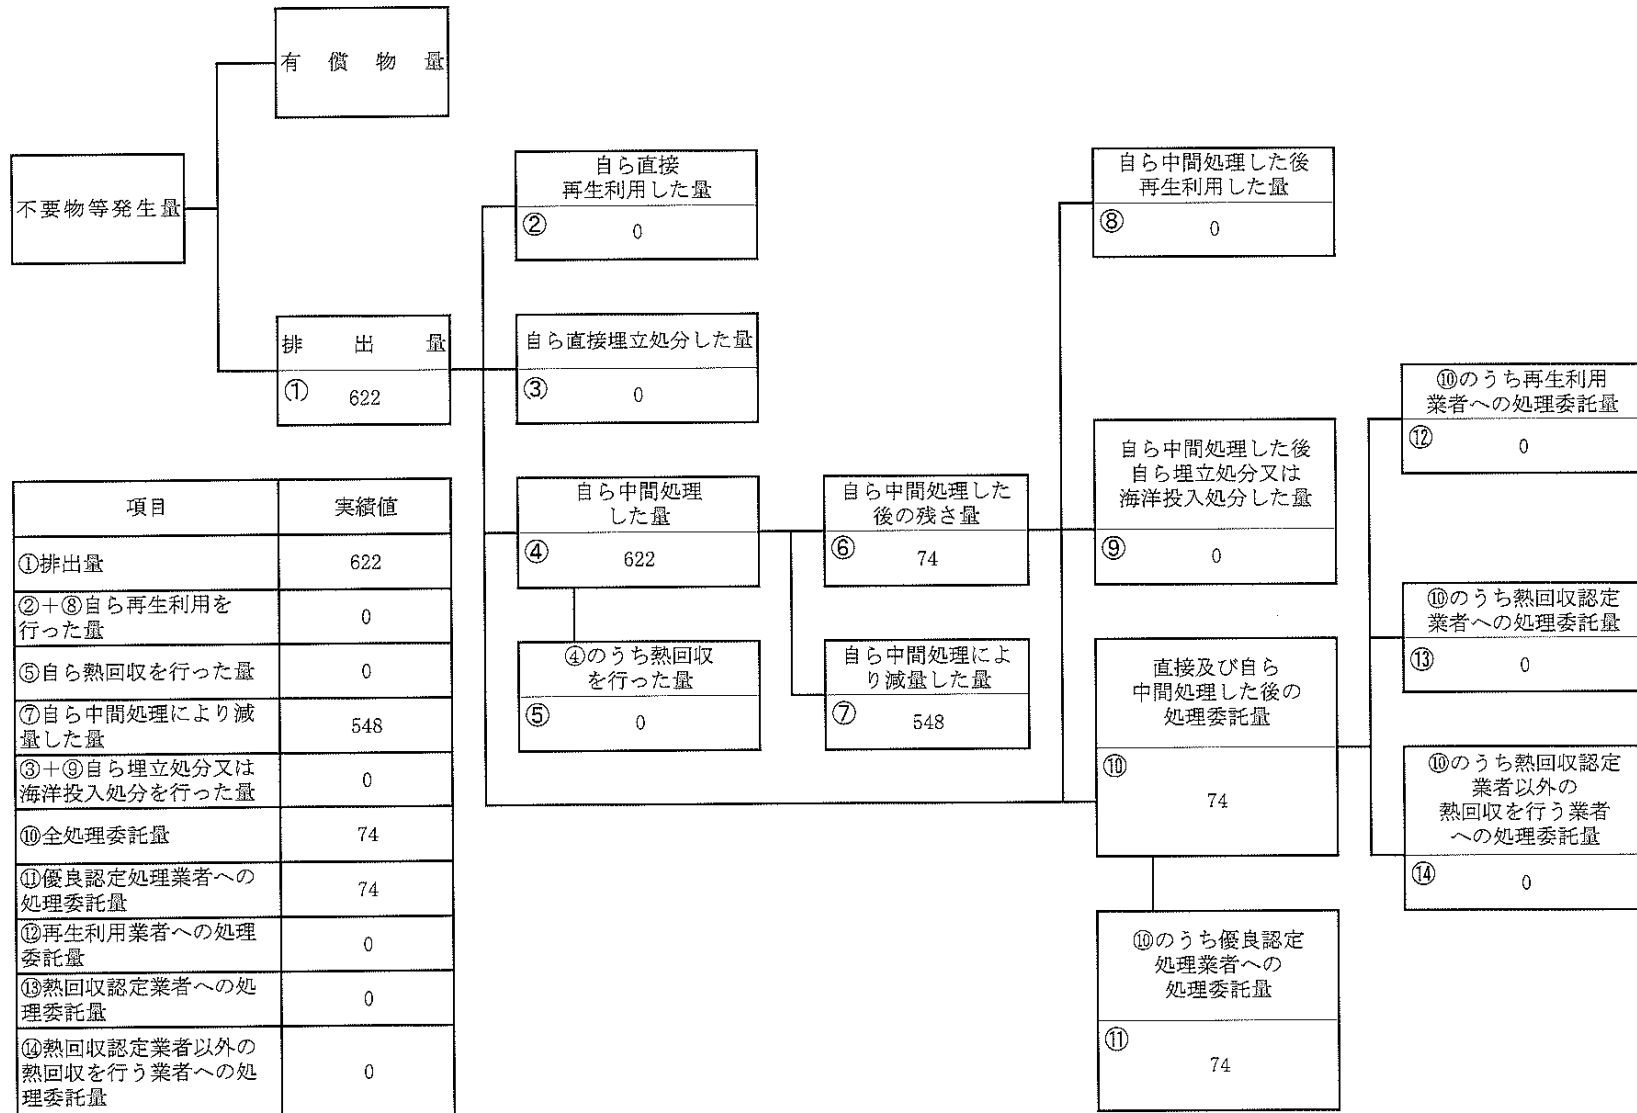 有償物量
不要物等発生量
排出量
① 622
自ら直接
再生利用した量
② 0
自ら直接埋立処分した量
③ 0
自ら中間処理
した量
④ 622
④のうち熱回収
を行った量
⑤ 0
自ら中間処理した
後の残さ量
⑥ 74
自ら中間処理によ
り減量した量
⑦ 548
自ら中間処理した後
再生利用した量
⑧ 0
自ら中間処理した後
自ら埋立処分又は
海洋投入処分した量
⑨ 0
直接及び自ら
中間処理した後の
処理委託量
⑩
74
⑩のうち優良認定
処理業者への
処理委託量
⑪
74
⑩のうち再生利用
業者への処理委託量
⑫ 0
⑩のうち熱回収認定
業者への処理委託量
⑬ 0
⑩のうち熱回収認定
業者以外の
熱回収を行う業者
への処理委託量
⑭ 0
項目 実績値
①排出量 622
②+⑧自ら再生利用を
行った量 0
⑤自ら熱回収を行った量 0
⑦自ら中間処理により減
量した量 548
③+⑨自ら埋立処分又は
海洋投入処分を行った量 0
⑩全処理委託量 74
⑪優良認定処理業者への
処理委託量 74
⑫再生利用業者への処理
委託量 0
⑬熱回収認定業者への処
理委託量 0
⑭熱回収認定業者以外の
熱回収を行う業者への処
理委託量 0